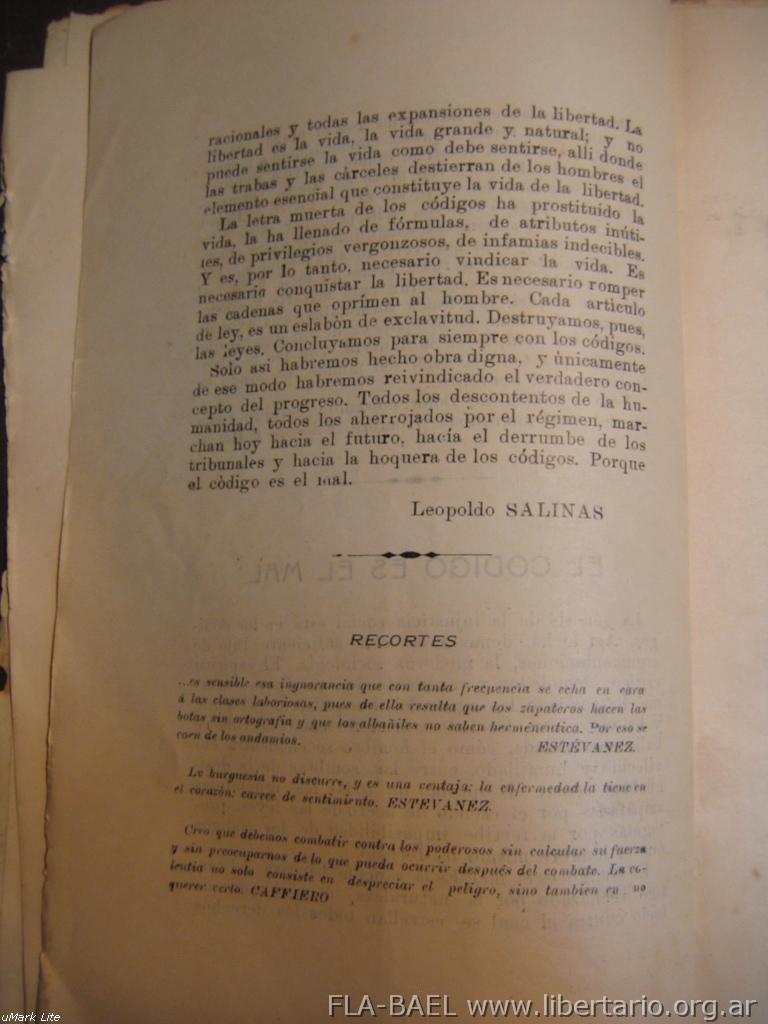 racionales y todas las expansiones de la libertad. La
libertad es la vida, la vida grande y natural; y no
puede sentirse la vida como debe sentirse, alli donde
las trabas y las cárceles destierran de los hombres el
elemento esencial que constituye la vida de la libertad.
La letra muerta de los códigos ha prostituído la
vida, la ha llenado de fórmulas, de atributos inúti-
les, de privilegios vergonzosos, de infamias indecibles.
Y es, por lo tanto, necesario vindicar la vida. Es
necesario conquistar la libertad. Es necesario romper
las cadenas que oprímen al hombre. Cada articulo
de ley, es un eslabòn de exclavitud. Destruyamos, pues,
las leyes. Concluyamos para siempre con los códigos.
Solo asi habremos hecho obra digna, y únicamente
de ese modo habremos reivindicado el verdadero con-
cepto del progreso. Todos los descontentos de la hu-
manidad, todos los aherrojados por el régimen, mar-
chan hoy hacia el futuro, hacía el derrumbe de los
tribunales y hacia la hoquera de los códigos. Porque
el còdigo es el mal.
Leopoldo SALINAS
RECORTES
...es sensible esa ingnorancia que con tanta frecuencia se echa en cara
á las clases laboriosas, pues de ella resulta que los zapateros hacen las
botas sin ortografía y que los albañiles no saben hermenéutica. Por eso se
caen de los andamios. ESTÉVANEZ.
La burguesia no discurre, y es una ventaja; la enfermedad la tiene en
el corazón; carece de sentimiento. ESTEVANEZ.
Creo que debemos combatir contra los poderosos sin calcular su fuerza
y sin preocuparnos de lo que pueda ocurrir después del combate. La va-
lentia no solo consiste en despreciar el peligro, sino tambien en no
querer verlo. CAFFIERO
FLA-BAEL www.libertario.org.ar
uMark Lite